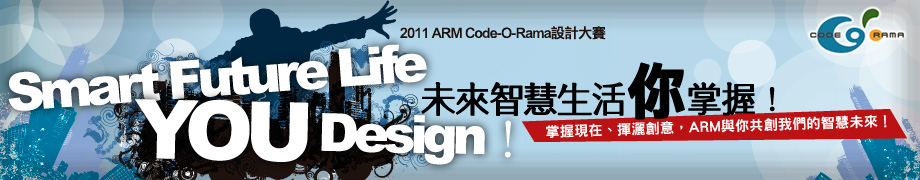 2011 ARM Code-O-Rama設計大賽
CODE RAMA
Smart Future Life
YOU Design！
未來智慧生活你掌握！
掌握現在、揮灑創意，ARM與你共創我們的智慧未來！